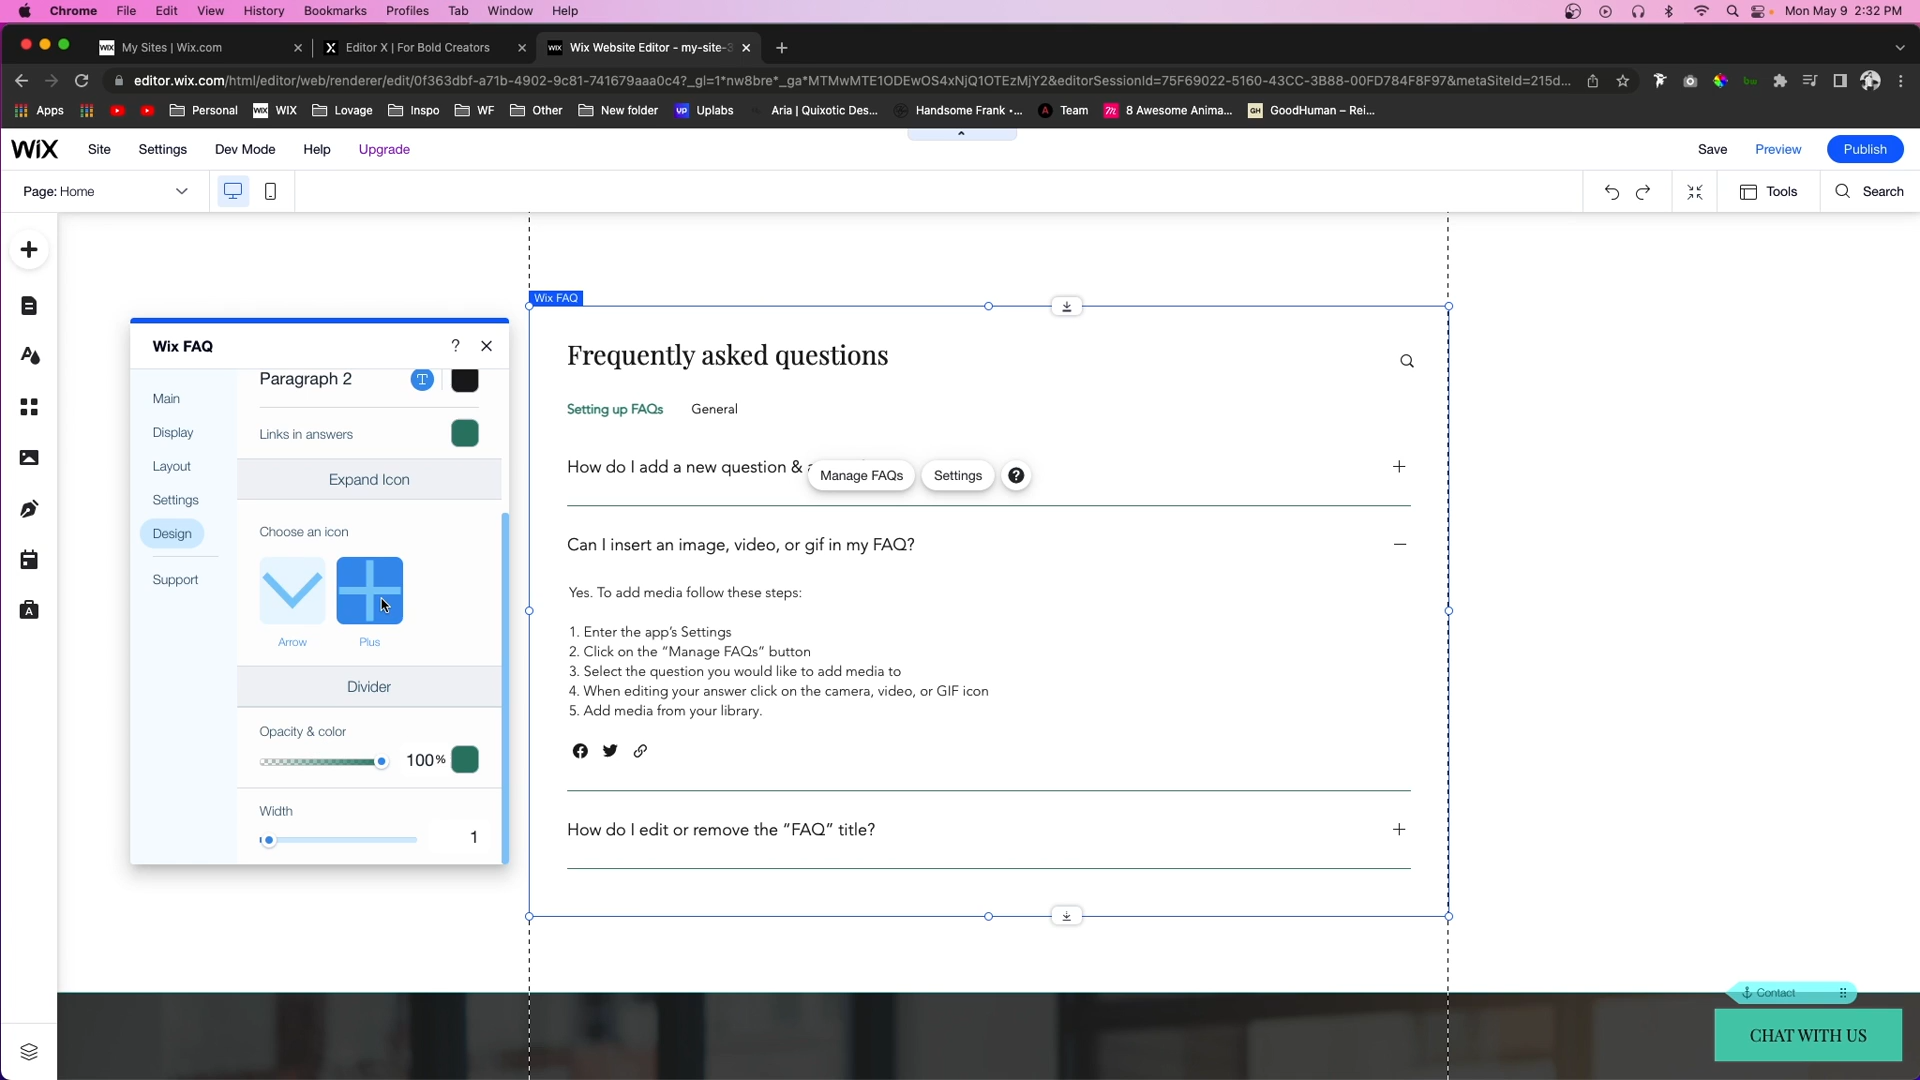 Chrome File Edit View History Bookmarks Profiles Tab Window Help Mon May 9 2:32 PM
WIX My Sites | Wix.com Editor X | For Bold Creators WIX Wix Website Editor - my-site-3
editor.wix.com/html/editor/web/renderer/edit/0f363dbf-a71b-4902-9c81-741679aaa0c4?_gl=1*nw8bre*_ga*MTMwMTE1ODEwOS4xNjQ1OTEzMjY2&editorSessionId=75F69022-5160-43CC-3B88-00FD784F8F97&metaSiteId=215d...
Apps Personal WIX WIX Lovage Inspo WF Other New folder Uplabs Aria | Quixotic Des... Handsome Frank •... Team 8 Awesome Anima... GH GoodHuman – Rei...
WIX Site Settings Dev Mode Help Upgrade Save Preview Publish
Page: Home Tools Search
Wix FAQ
Wix FAQ ?
Main
Display
Layout
Settings
Design
Support
Paragraph 2 T
Links in answers
Expand Icon
Choose an icon
Arrow Plus
Divider
Opacity & color
100%
Width
1
Frequently asked questions
Setting up FAQs General
How do I add a new question &
Manage FAQs Settings ?
Can I insert an image, video, or gif in my FAQ?
Yes. To add media follow these steps:
1. Enter the app’s Settings
2. Click on the “Manage FAQs” button
3. Select the question you would like to add media to
4. When editing your answer click on the camera, video, or GIF icon
5. Add media from your library.
How do I edit or remove the “FAQ” title?
Contact
CHAT WITH US